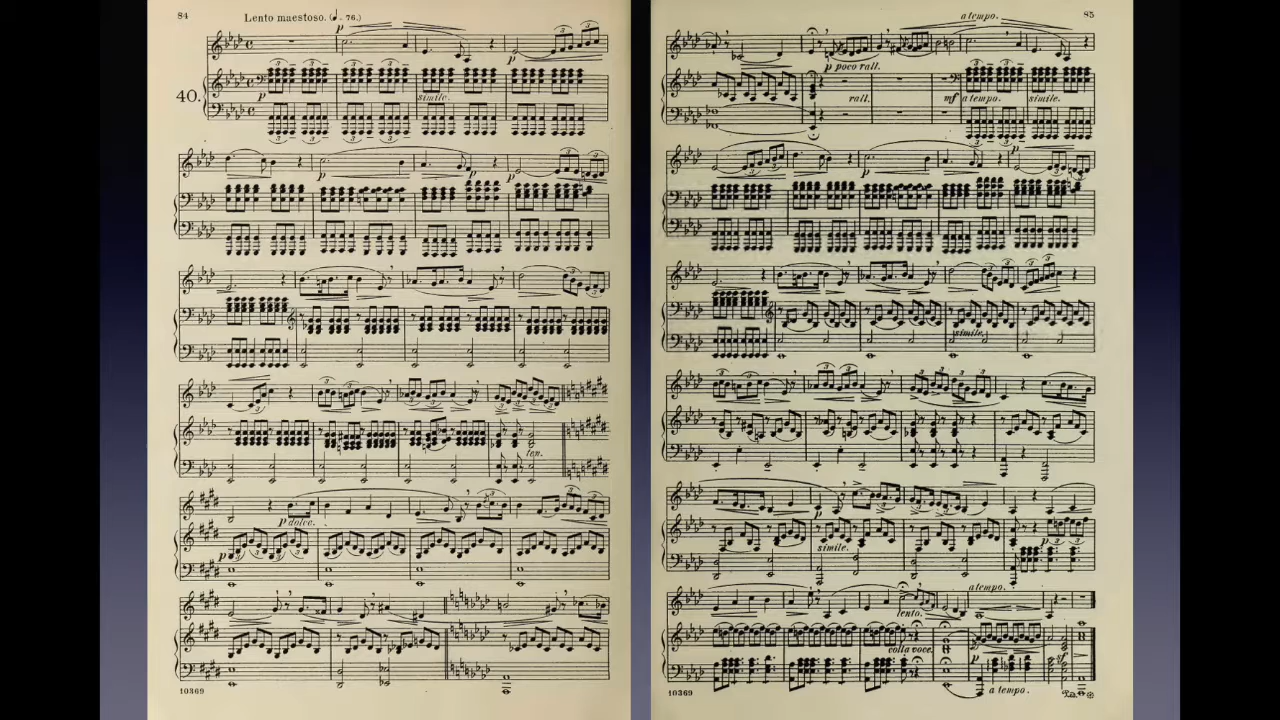 84
Lento maestoso. (♩ = 76.)
p
40.
p
simile.
p
p
p
p
ten.
p dolce.
p
10369
a tempo.
85
p poco rall.
rall.
mf a tempo.
simile.
p
p
simile.
simile.
p
a tempo.
lento.
colla voce.
p
a tempo.
10369